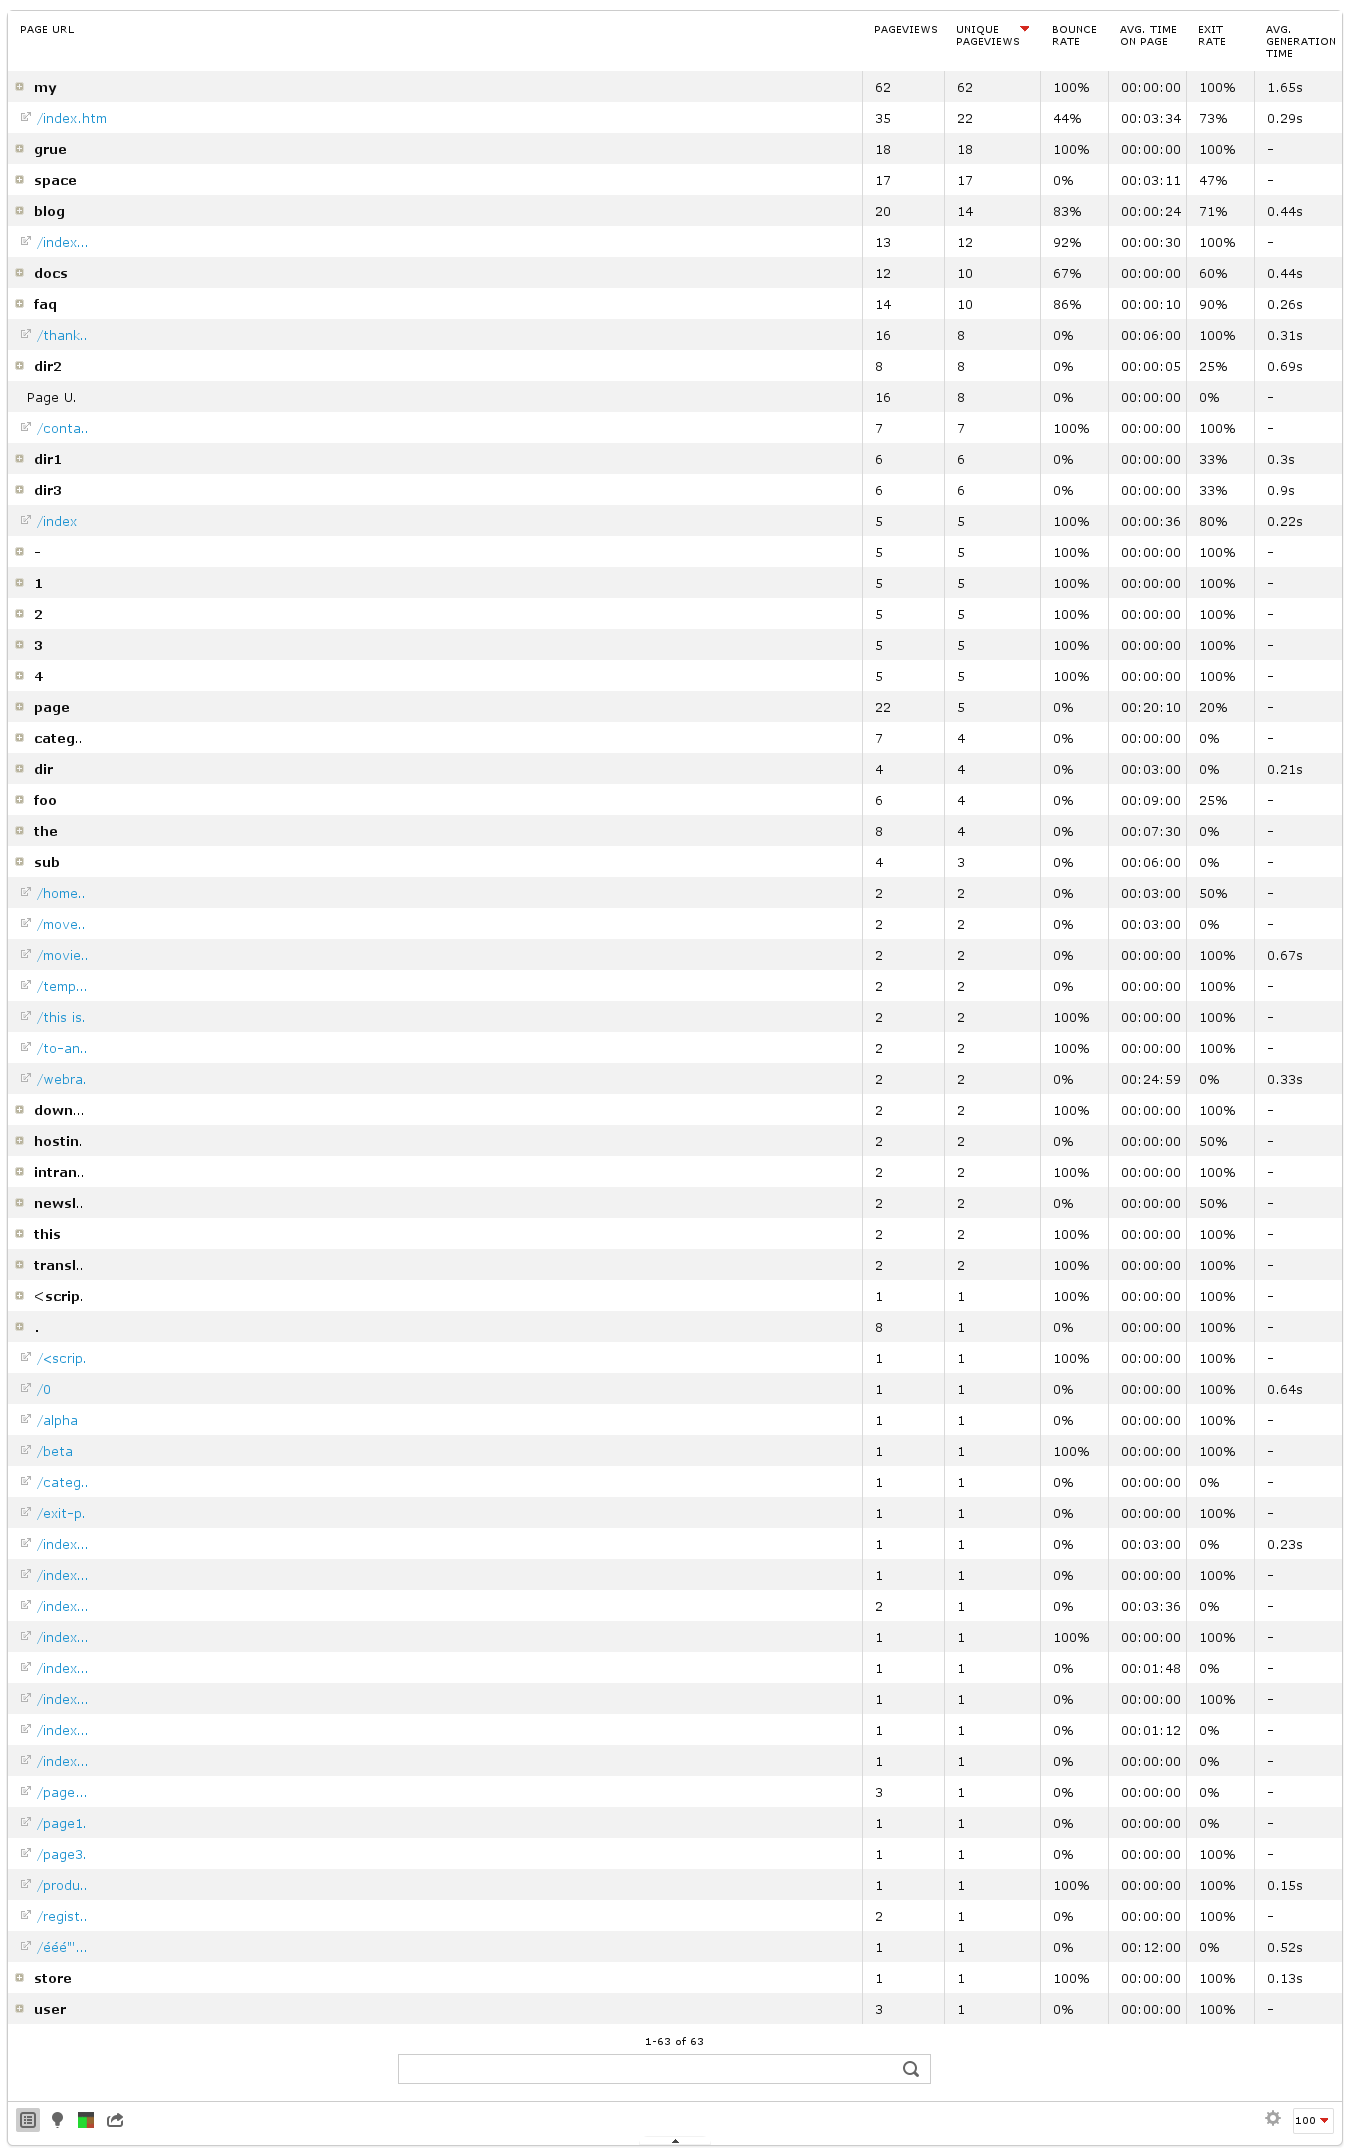 PAGE URL PAGEVIEWS UNIQUE PAGEVIEWS BOUNCE RATE AVG. TIME ON PAGE EXIT RATE AVG. GENERATION TIME
my 62 62 100% 00:00:00 100% 1.65s
/index.htm 35 22 44% 00:03:34 73% 0.29s
grue 18 18 100% 00:00:00 100% -
space 17 17 0% 00:03:11 47% -
blog 20 14 83% 00:00:24 71% 0.44s
/index... 13 12 92% 00:00:30 100% -
docs 12 10 67% 00:00:00 60% 0.44s
faq 14 10 86% 00:00:10 90% 0.26s
/thank.. 16 8 0% 00:06:00 100% 0.31s
dir2 8 8 0% 00:00:05 25% 0.69s
Page U. 16 8 0% 00:00:00 0% -
/conta.. 7 7 100% 00:00:00 100% -
dir1 6 6 0% 00:00:00 33% 0.3s
dir3 6 6 0% 00:00:00 33% 0.9s
/index 5 5 100% 00:00:36 80% 0.22s
- 5 5 100% 00:00:00 100% -
1 5 5 100% 00:00:00 100% -
2 5 5 100% 00:00:00 100% -
3 5 5 100% 00:00:00 100% -
4 5 5 100% 00:00:00 100% -
page 22 5 0% 00:20:10 20% -
categ.. 7 4 0% 00:00:00 0% -
dir 4 4 0% 00:03:00 0% 0.21s
foo 6 4 0% 00:09:00 25% -
the 8 4 0% 00:07:30 0% -
sub 4 3 0% 00:06:00 0% -
/home.. 2 2 0% 00:03:00 50% -
/move.. 2 2 0% 00:03:00 0% -
/movie.. 2 2 0% 00:00:00 100% 0.67s
/temp... 2 2 0% 00:00:00 100% -
/this is. 2 2 100% 00:00:00 100% -
/to-an.. 2 2 100% 00:00:00 100% -
/webra. 2 2 0% 00:24:59 0% 0.33s
down... 2 2 100% 00:00:00 100% -
hostin. 2 2 0% 00:00:00 50% -
intran.. 2 2 100% 00:00:00 100% -
newsl.. 2 2 0% 00:00:00 50% -
this 2 2 100% 00:00:00 100% -
transl.. 2 2 100% 00:00:00 100% -
<scrip. 1 1 100% 00:00:00 100% -
. 8 1 0% 00:00:00 100% -
/<scrip. 1 1 100% 00:00:00 100% -
/0 1 1 0% 00:00:00 100% 0.64s
/alpha 1 1 0% 00:00:00 100% -
/beta 1 1 100% 00:00:00 100% -
/categ.. 1 1 0% 00:00:00 0% -
/exit-p. 1 1 0% 00:00:00 100% -
/index... 1 1 0% 00:03:00 0% 0.23s
/index... 1 1 0% 00:00:00 100% -
/index... 2 1 0% 00:03:36 0% -
/index... 1 1 100% 00:00:00 100% -
/index... 1 1 0% 00:01:48 0% -
/index... 1 1 0% 00:00:00 100% -
/index... 1 1 0% 00:01:12 0% -
/index... 1 1 0% 00:00:00 0% -
/page... 3 1 0% 00:00:00 0% -
/page1. 1 1 0% 00:00:00 0% -
/page3. 1 1 0% 00:00:00 100% -
/produ.. 1 1 100% 00:00:00 100% 0.15s
/regist.. 2 1 0% 00:00:00 100% -
/ééé"'... 1 1 0% 00:12:00 0% 0.52s
store 1 1 100% 00:00:00 100% 0.13s
user 3 1 0% 00:00:00 100% -
1-63 of 63
100